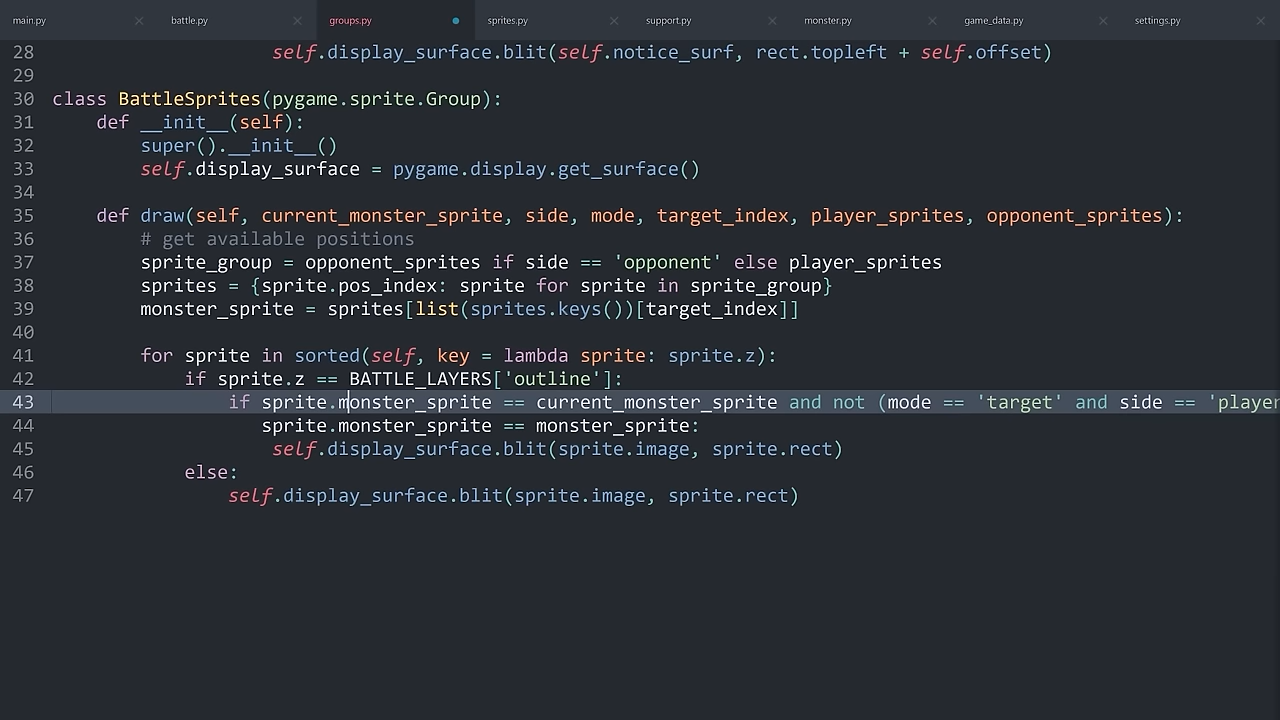 main.py battle.py groups.py sprites.py support.py monster.py game_data.py settings.py
28 self.display_surface.blit(self.notice_surf, rect.topleft + self.offset)
29
30 class BattleSprites(pygame.sprite.Group):
31 def __init__(self):
32 super().__init__()
33 self.display_surface = pygame.display.get_surface()
34
35 def draw(self, current_monster_sprite, side, mode, target_index, player_sprites, opponent_sprites):
36 # get available positions
37 sprite_group = opponent_sprites if side == 'opponent' else player_sprites
38 sprites = {sprite.pos_index: sprite for sprite in sprite_group}
39 monster_sprite = sprites[list(sprites.keys())[target_index]]
40
41 for sprite in sorted(self, key = lambda sprite: sprite.z):
42 if sprite.z == BATTLE_LAYERS['outline']:
43 if sprite.monster_sprite == current_monster_sprite and not (mode == 'target' and side == 'player
44 sprite.monster_sprite == monster_sprite:
45 self.display_surface.blit(sprite.image, sprite.rect)
46 else:
47 self.display_surface.blit(sprite.image, sprite.rect)